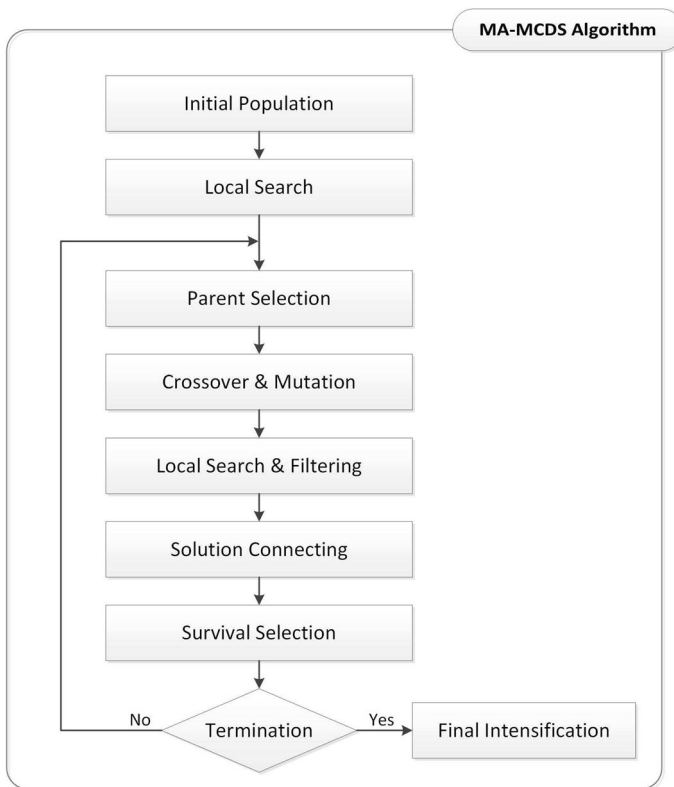 MA-MCDS Algorithm
Initial Population
Local Search
Parent Selection
Crossover & Mutation
Local Search & Filtering
Solution Connecting
Survival Selection
No
Termination
Yes
Final Intensification